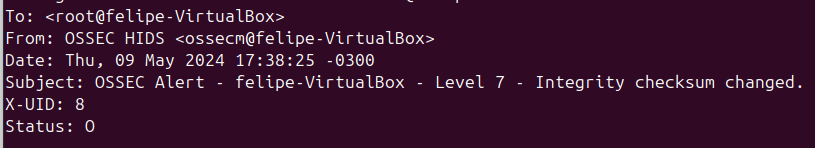 To: <root@felipe-VirtualBox>
From: OSSEC HIDS <ossecm@felipe-VirtualBox>
Date: Thu, 09 May 2024 17:38:25 -0300
Subject: OSSEC Alert - felipe-VirtualBox - Level 7 - Integrity checksum changed.
X-UID: 8
Status: O